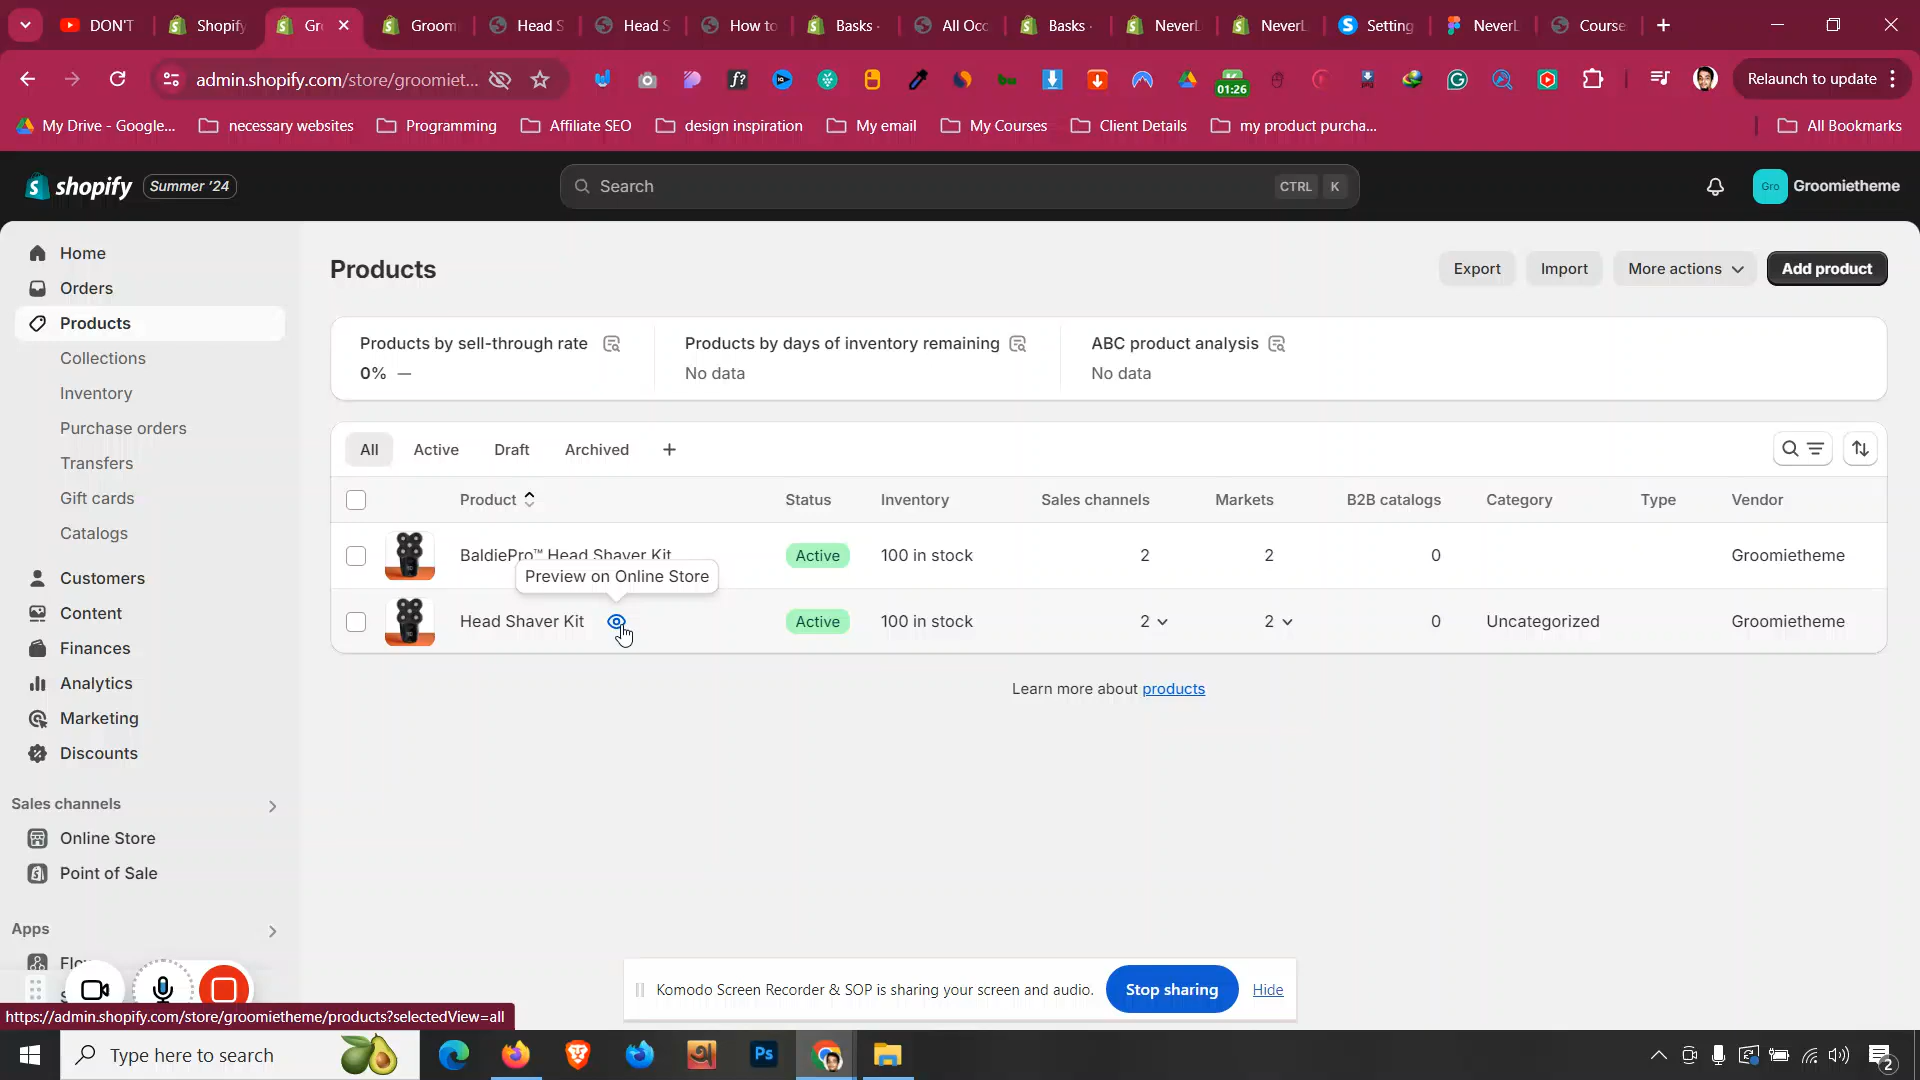 DON'T
Shopify
Gr
Groom
Head S
Head S
How to
Basks
All Occ
Basks
NeverL
NeverL
Setting
NeverL
Course
admin.shopify.com/store/groomiet...
01:26
Relaunch to update
My Drive - Google...
necessary websites
Programming
Affiliate SEO
design inspiration
My email
My Courses
Client Details
my product purcha...
All Bookmarks
shopify
Summer '24
Search
CTRL K
Gro
Groomietheme
Home
Orders
Products
Collections
Inventory
Purchase orders
Transfers
Gift cards
Catalogs
Customers
Content
Finances
Analytics
Marketing
Discounts
Sales channels
Online Store
Point of Sale
Apps
Products
Export
Import
More actions
Add product
Products by sell-through rate
0% —
Products by days of inventory remaining
No data
ABC product analysis
No data
All
Active
Draft
Archived
Product
Status
Inventory
Sales channels
Markets
B2B catalogs
Category
Type
Vendor
BaldiePro™ Head Shaver Kit
Active
100 in stock
2
2
0
Groomietheme
Preview on Online Store
Head Shaver Kit
Active
100 in stock
2
2
0
Uncategorized
Groomietheme
Learn more about products
Komodo Screen Recorder & SOP is sharing your screen and audio.
Stop sharing
Hide
https://admin.shopify.com/store/groomietheme/products?selectedView=all
Type here to search
Ps
2